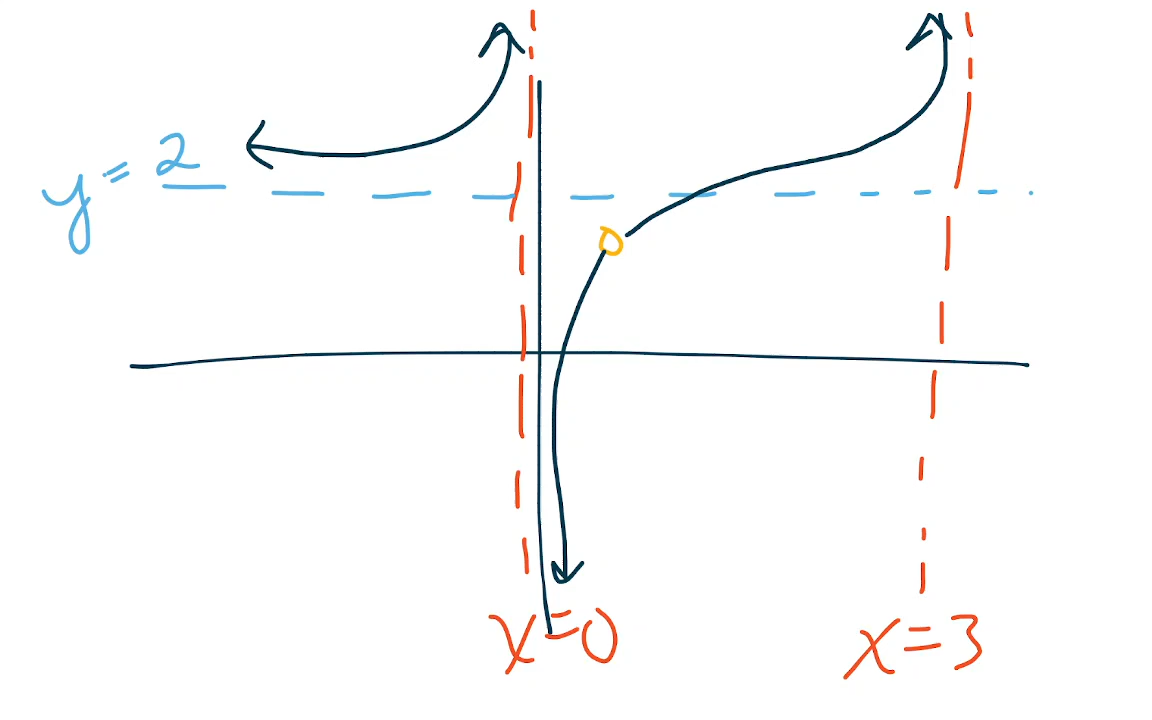 y = 2
x=0
x=3